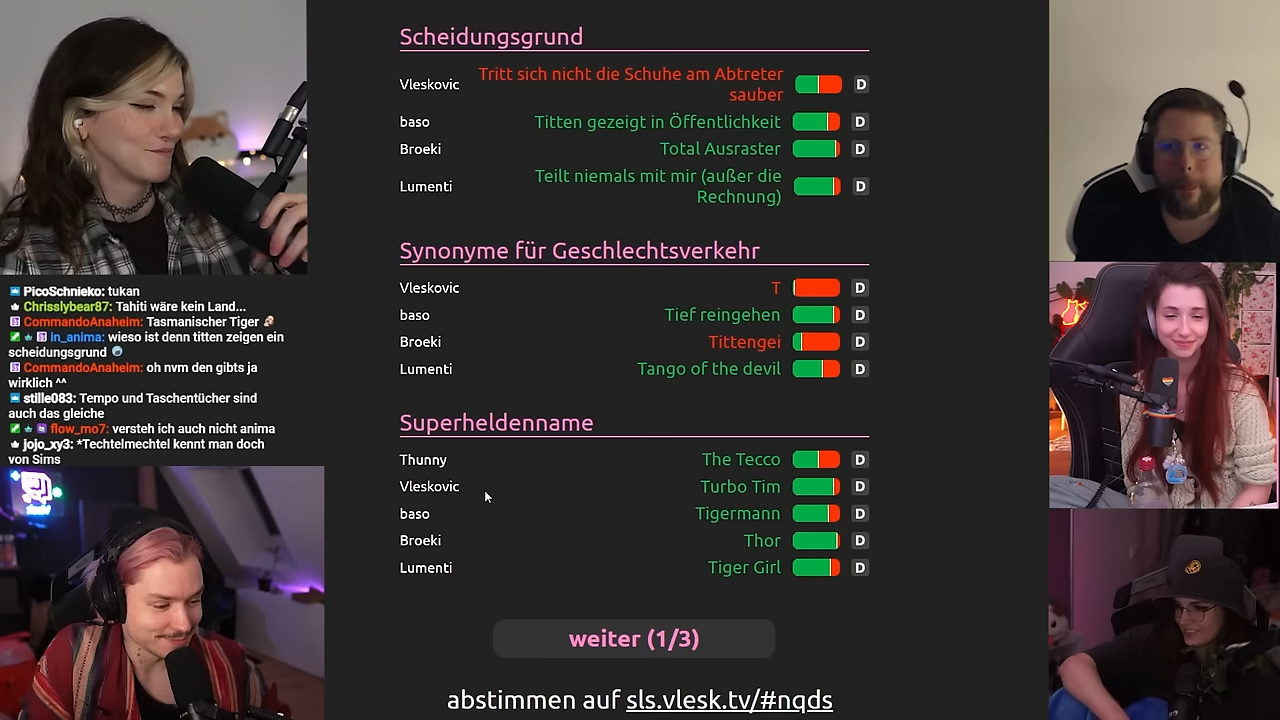 Scheidungsgrund
Vleskovic Tritt sich nicht die Schuhe am Abtreter
sauber D
baso Titten gezeigt in Öffentlichkeit D
Broeki Total Ausraster D
Lumenti Teilt niemals mit mir (außer die
Rechnung) D
Synonyme für Geschlechtsverkehr
Vleskovic T D
baso Tief reingehen D
Broeki Tittengei D
Lumenti Tango of the devil D
Superheldenname
Thunny The Tecco D
Vleskovic Turbo Tim D
baso Tigermann D
Broeki Thor D
Lumenti Tiger Girl D
weiter (1/3)
abstimmen auf sls.vlesk.tv/#nqds
PicoSchnieko: tukan
Chrisslybear87: Tahiti wäre kein Land...
CommandoAnaheim: Tasmanischer Tiger
in_anima: wieso ist denn titten zeigen ein
scheidungsgrund
CommandoAnaheim: oh nvm den gibts ja
wirklich ^^
stille083: Tempo und Taschentücher sind
auch das gleiche
flow_mo7: versteh ich auch nicht anima
jojo_xy3: *Techtelmechtel kennt man doch
von Sims